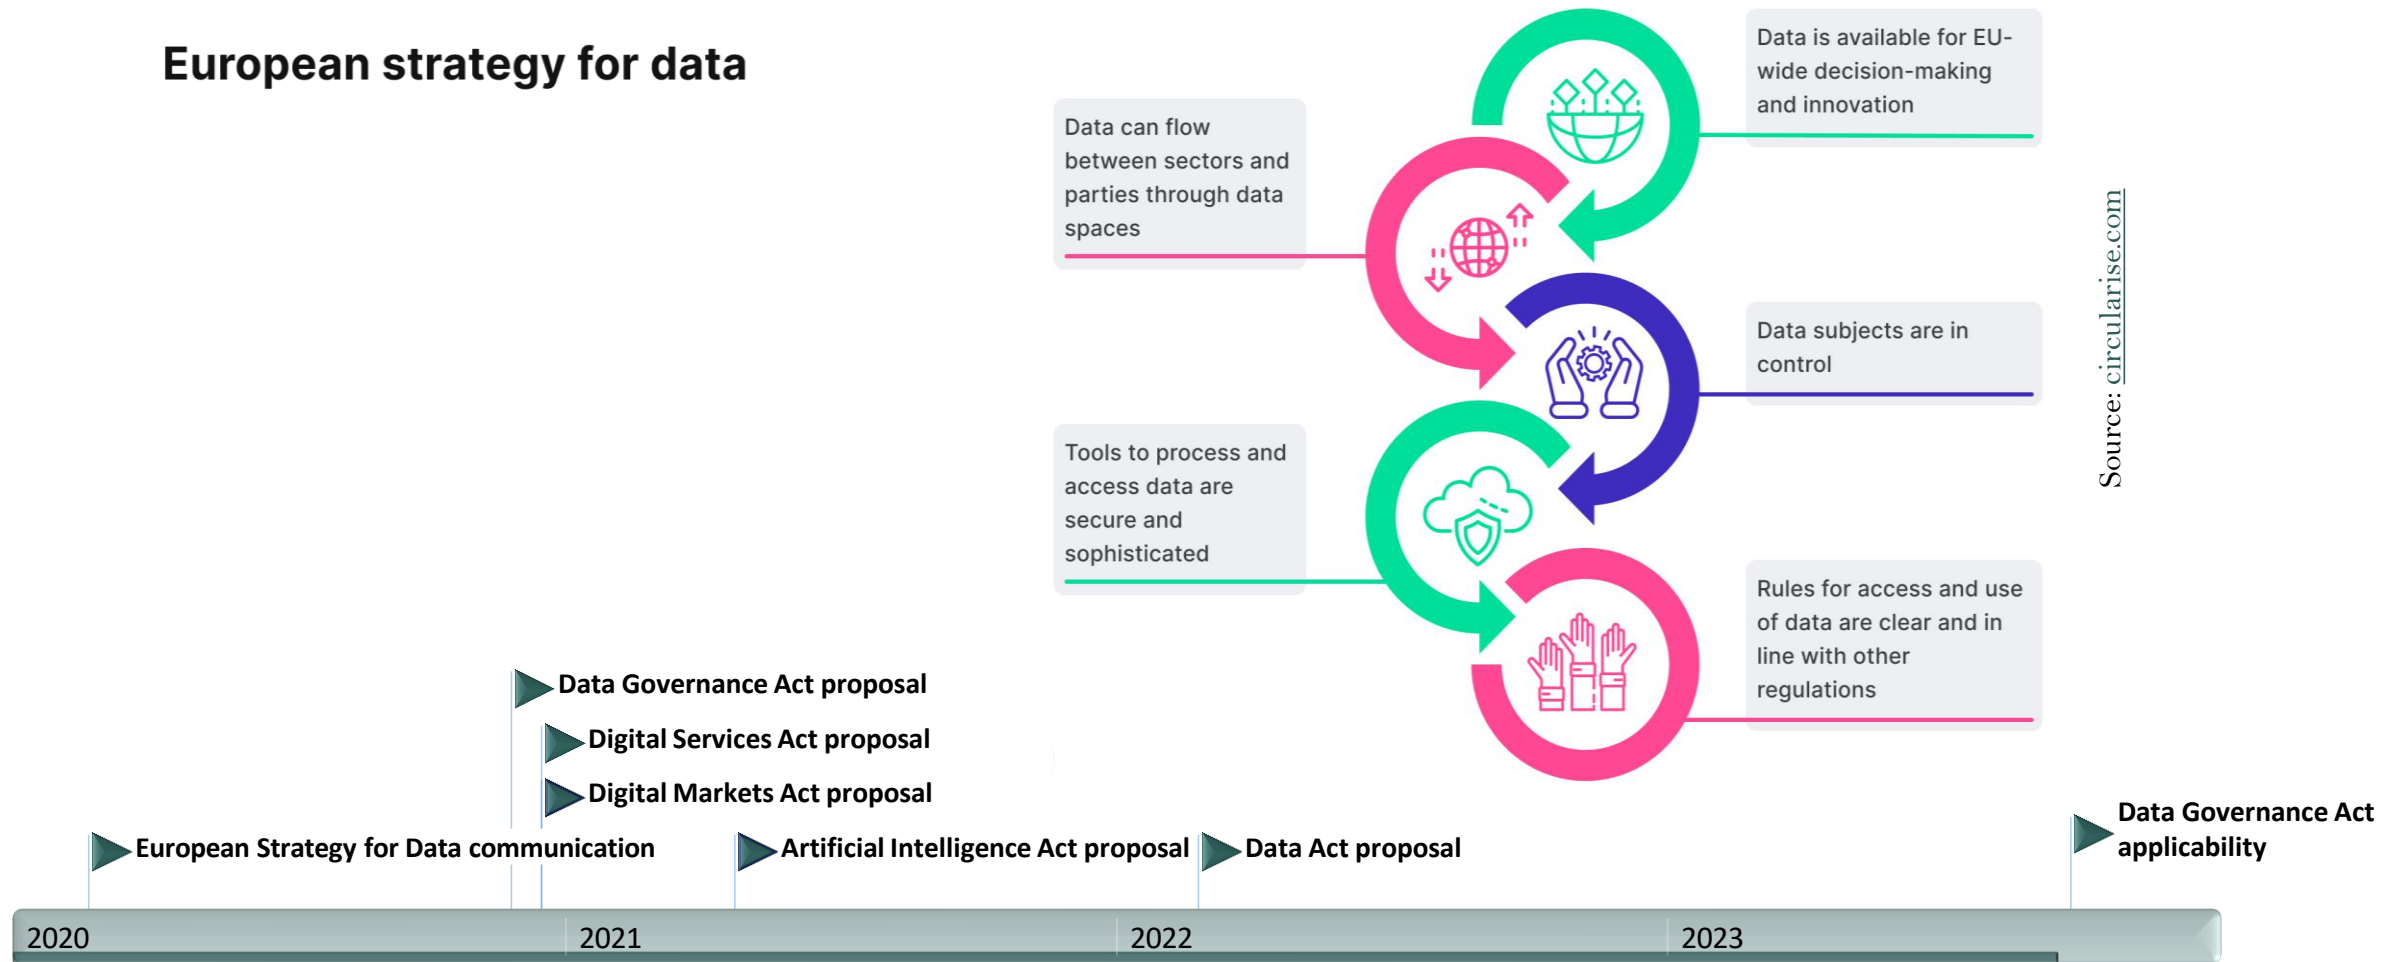 European strategy for data
Data is available for EU-
wide decision-making
and innovation
Data can flow
between sectors and
parties through data
spaces
Data subjects are in
control
Tools to process and
access data are
secure and
sophisticated
Rules for access and use
of data are clear and in
line with other
regulations
Source: circularise.com
Data Governance Act proposal
Digital Services Act proposal
Digital Markets Act proposal
European Strategy for Data communication
Artificial Intelligence Act proposal
Data Act proposal
Data Governance Act
applicability
2020
2021
2022
2023